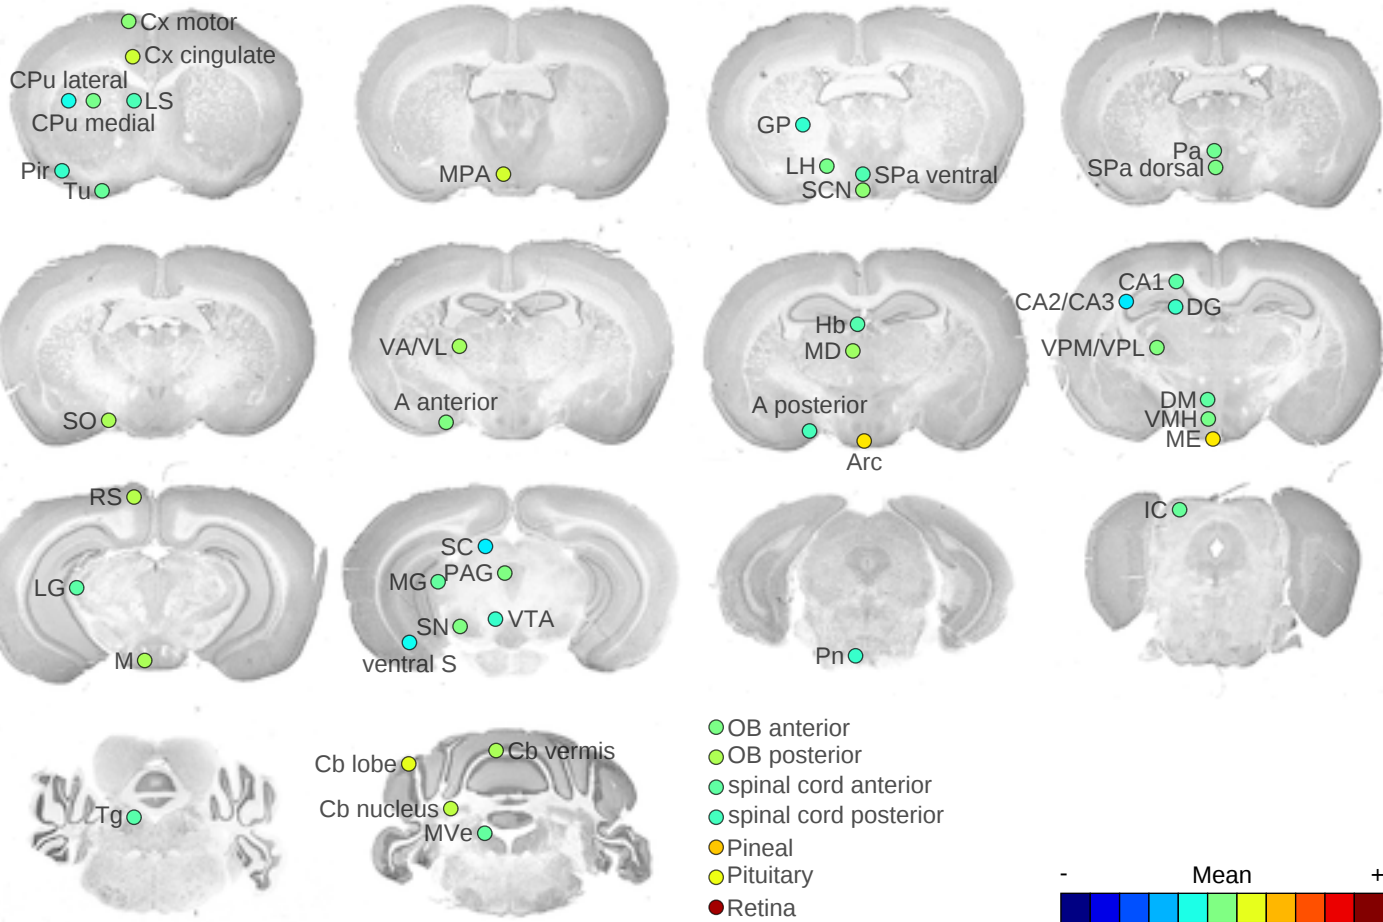 Cx motor
Cx cingulate
CPu lateral
LS
CPu medial
Pir
Tu
MPA
GP
LH
SPa ventral
SCN
Pa
SPa dorsal
SO
VA/VL
A anterior
Hb
MD
A posterior
Arc
CA1
CA2/CA3
DG
VPM/VPL
DM
VMH
ME
RS
LG
M
SC
MG
PAG
SN
VTA
ventral S
Pn
IC
Tg
Cb lobe
Cb vermis
Cb nucleus
MVe
OB anterior
OB posterior
spinal cord anterior
spinal cord posterior
Pineal
Pituitary
Retina
- Mean +